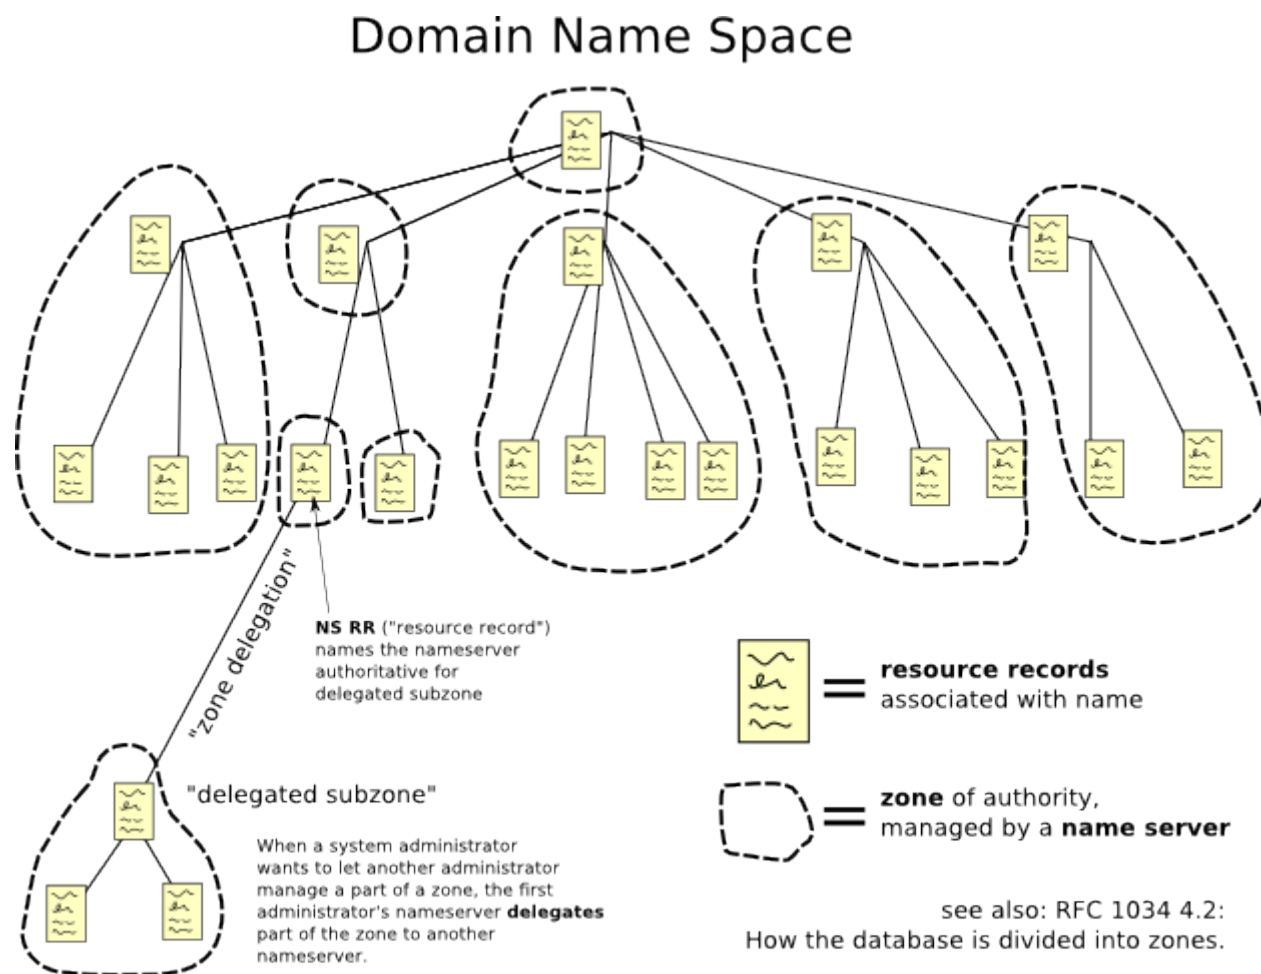 Domain Name Space
"zone delegation"
NS RR ("resource record")
names the nameserver
authoritative for
delegated subzone
"delegated subzone"
When a system administrator
wants to let another administrator
manage a part of a zone, the first
administrator's nameserver delegates
part of the zone to another
nameserver.
resource records
associated with name
zone of authority,
managed by a name server
see also: RFC 1034 4.2:
How the database is divided into zones.